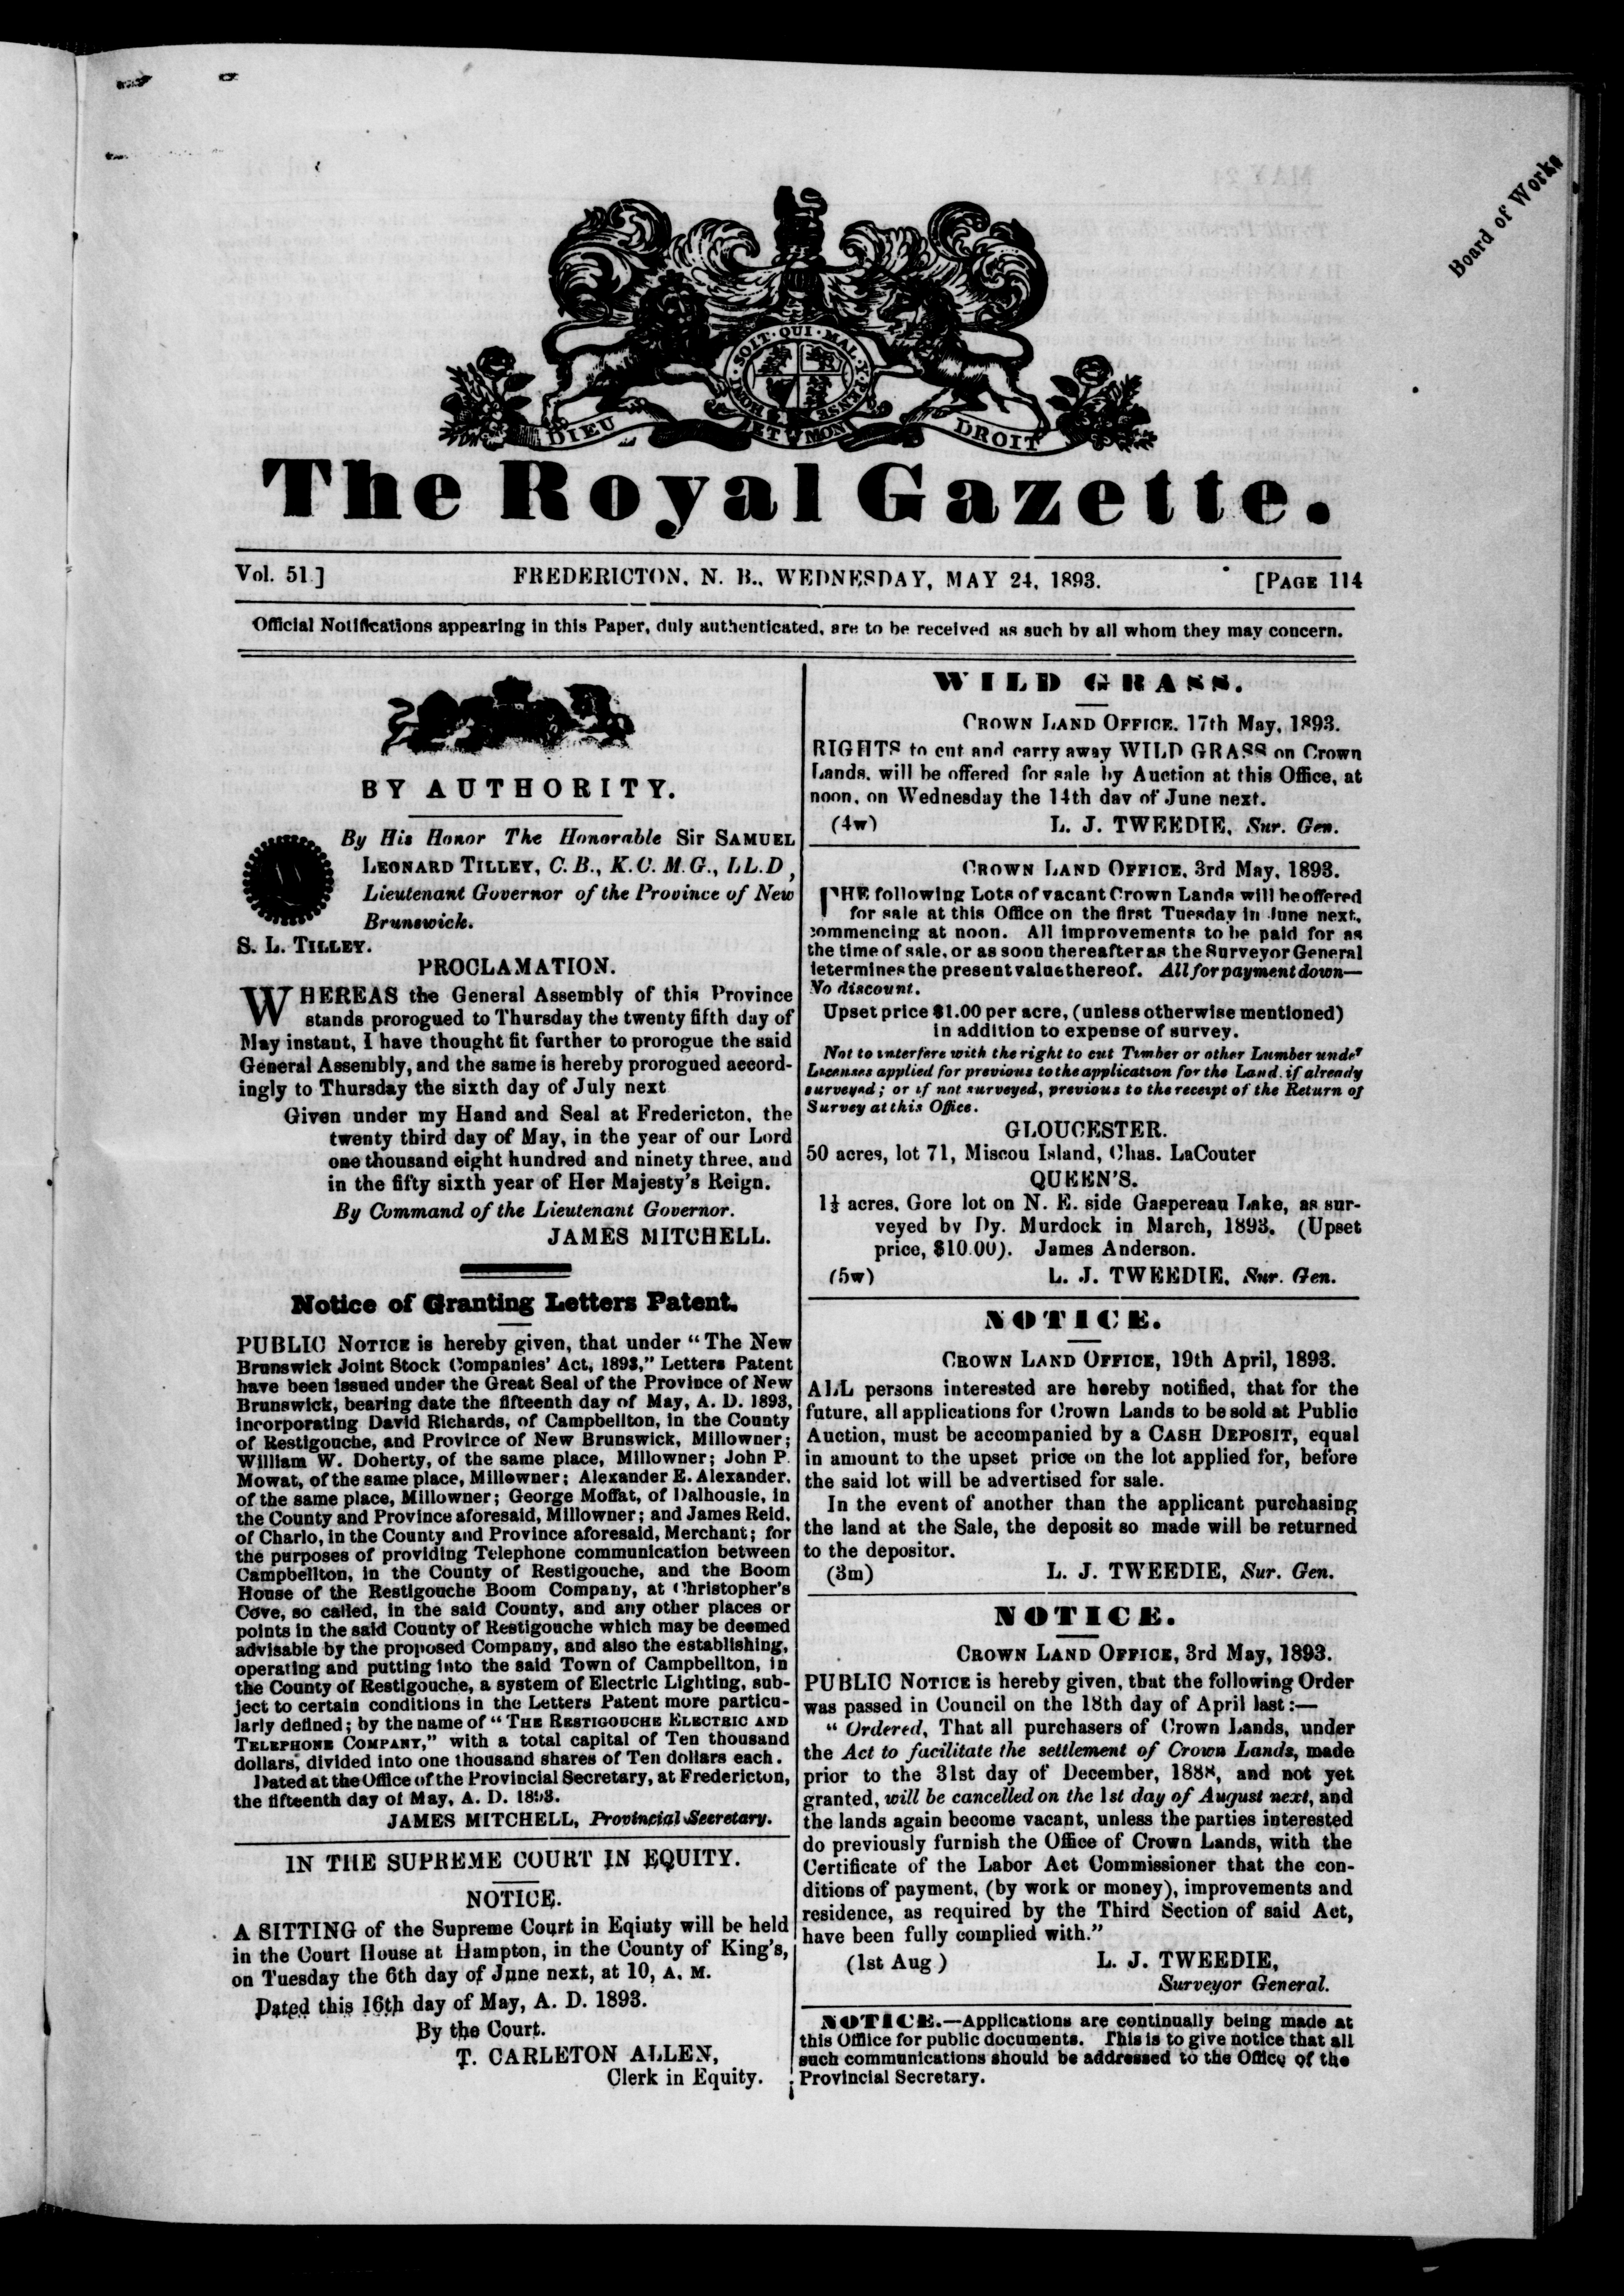 Board of Works
HONI · SOIT · QUI · MAL · Y · PENSE
DIEU ET MON DROIT
The Royal Gazette.
Vol. 51.] FREDERICTON, N. B., WEDNESDAY, MAY 24, 1893. [PAGE 114
Official Notifications appearing in this Paper, duly authenticated, are to be received as such by all whom they may concern.
BY AUTHORITY.
By His Honor The Honorable Sir SAMUEL
LEONARD TILLEY, C.B., K.C.M.G., LL.D,
Lieutenant Governor of the Province of New
Brunswick.
S. L. TILLEY.
PROCLAMATION.
WHEREAS the General Assembly of this Province
stands prorogued to Thursday the twenty fifth day of
May instant, I have thought fit further to prorogue the said
General Assembly, and the same is hereby prorogued accord-
ingly to Thursday the sixth day of July next
Given under my Hand and Seal at Fredericton, the
twenty third day of May, in the year of our Lord
one thousand eight hundred and ninety three, and
in the fifty sixth year of Her Majesty's Reign.
By Command of the Lieutenant Governor.
JAMES MITCHELL.
Notice of Granting Letters Patent.
PUBLIC NOTICE is hereby given, that under "The New
Brunswick Joint Stock Companies' Act, 1893," Letters Patent
have been issued under the Great Seal of the Province of New
Brunswick, bearing date the fifteenth day of May, A. D. 1893,
incorporating David Richards, of Campbellton, in the County
of Restigouche, and Provirce of New Brunswick, Millowner;
William W. Doherty, of the same place, Millowner; John P.
Mowat, of the same place, Millowner; Alexander E. Alexander,
of the same place, Millowner; George Moffat, of Dalhousie, in
the County and Province aforesaid, Millowner; and James Reid,
of Charlo, in the County and Province aforesaid, Merchant; for
the purposes of providing Telephone communication between
Campbellton, in the County of Restigouche, and the Boom
House of the Restigouche Boom Company, at Christopher's
Cove, so called, in the said County, and any other places or
points in the said County of Restigouche which may be deemed
advisable by the proposed Company, and also the establishing,
operating and putting into the said Town of Campbellton, in
the County of Restigouche, a system of Electric Lighting, sub-
ject to certain conditions in the Letters Patent more particu-
larly defined; by the name of "THE RESTIGOUCHE ELECTRIC AND
TELEPHONE COMPANY," with a total capital of Ten thousand
dollars, divided into one thousand shares of Ten dollars each.
Dated at the Office of the Provincial Secretary, at Fredericton,
the fifteenth day of May, A. D. 1893.
JAMES MITCHELL, Provincial Secretary.
IN THE SUPREME COURT IN EQUITY.
NOTICE.
A SITTING of the Supreme Court in Eqiuty will be held
in the Court House at Hampton, in the County of King's,
on Tuesday the 6th day of June next, at 10, A. M.
Dated this 16th day of May, A. D. 1893.
By the Court.
T. CARLETON ALLEN,
Clerk in Equity.
WILD GRASS.
CROWN LAND OFFICE, 17th May, 1893.
RIGHTS to cut and carry away WILD GRASS on Crown
Lands, will be offered for sale by Auction at this Office, at
noon, on Wednesday the 14th day of June next.
(4w) L. J. TWEEDIE, Sur. Gen.
CROWN LAND OFFICE, 3rd May, 1893.
THE following Lots of vacant Crown Lands will be offered
for sale at this Office on the first Tuesday in June next,
commencing at noon. All improvements to be paid for as
the time of sale, or as soon thereafter as the Surveyor General
determines the present value thereof. All for payment down—
No discount.
Upset price $1.00 per acre, (unless otherwise mentioned)
in addition to expense of survey.
Not to interfere with the right to cut Timber or other Lumber under
Licenses applied for previous to the application for the Land, if already
surveyed; or if not surveyed, previous to the receipt of the Return of
Survey at this Office.
GLOUCESTER.
50 acres, lot 71, Miscou Island, Chas. LaCouter
QUEEN'S.
1½ acres, Gore lot on N. E. side Gaspereau Lake, as sur-
veyed by Dy. Murdock in March, 1893. (Upset
price, $10.00). James Anderson.
(5w) L. J. TWEEDIE, Sur. Gen.
NOTICE.
CROWN LAND OFFICE, 19th April, 1893.
ALL persons interested are hereby notified, that for the
future, all applications for Crown Lands to be sold at Public
Auction, must be accompanied by a CASH DEPOSIT, equal
in amount to the upset price on the lot applied for, before
the said lot will be advertised for sale.
In the event of another than the applicant purchasing
the land at the Sale, the deposit so made will be returned
to the depositor.
(3m) L. J. TWEEDIE, Sur. Gen.
NOTICE.
CROWN LAND OFFICE, 3rd May, 1893.
PUBLIC NOTICE is hereby given, that the following Order
was passed in Council on the 18th day of April last:—
"Ordered, That all purchasers of Crown Lands, under
the Act to facilitate the settlement of Crown Lands, made
prior to the 31st day of December, 1888, and not yet
granted, will be cancelled on the 1st day of August next, and
the lands again become vacant, unless the parties interested
do previously furnish the Office of Crown Lands, with the
Certificate of the Labor Act Commissioner that the con-
ditions of payment, (by work or money), improvements and
residence, as required by the Third Section of said Act,
have been fully complied with."
(1st Aug) L. J. TWEEDIE,
Surveyor General.
NOTICE.—Applications are continually being made at
this Office for public documents. This is to give notice that all
such communications should be addressed to the Office of the
Provincial Secretary.